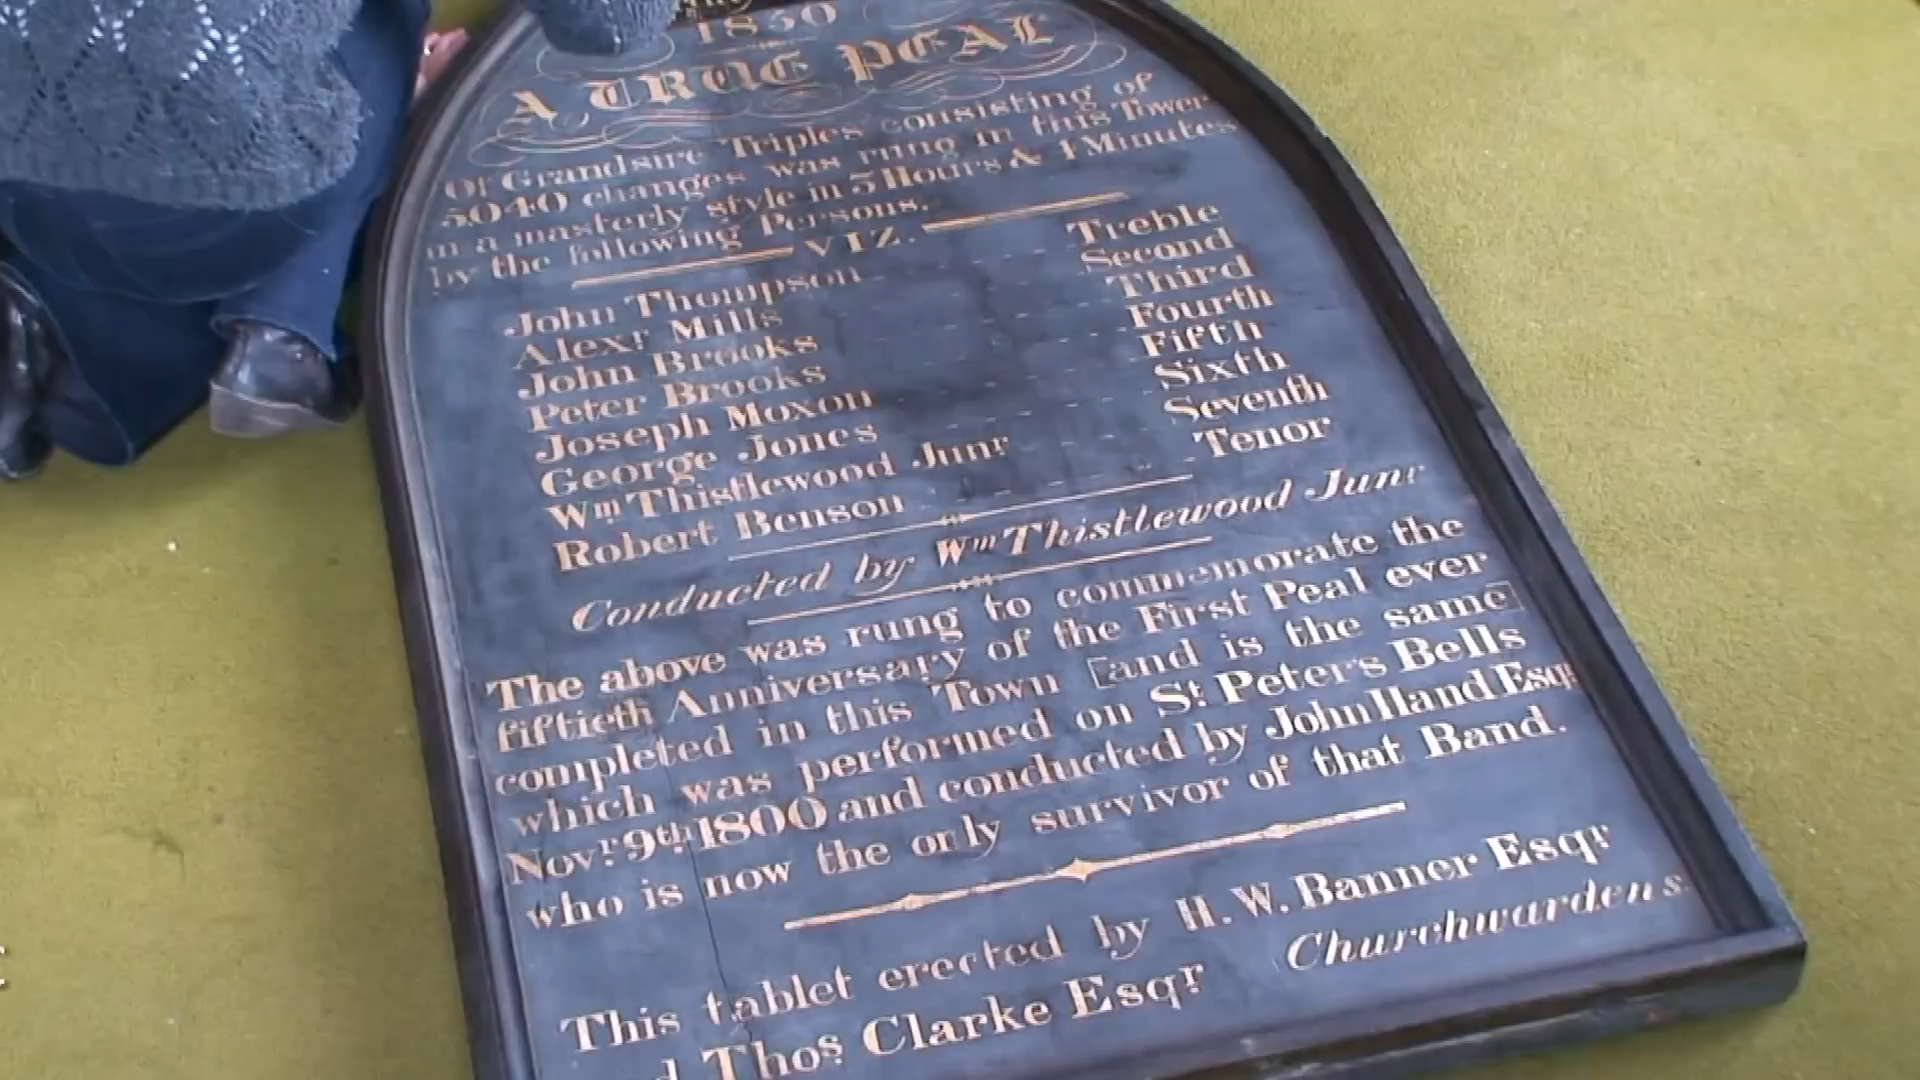 1850
A TRUE PEAL
Of Grandsire Triples consisting of
5040 changes was rung in this Tower
in a masterly style in 3 Hours & 4 Minutes
by the following Persons.
VIZ.
John Thompson Treble
Alexr Mills Second
John Brooks Third
Peter Brooks Fourth
Joseph Moxon Fifth
George Jones Sixth
Wm Thistlewood Junr Seventh
Robert Benson Tenor
Conducted by Wm Thistlewood Junr
The above was rung to commemorate the
fiftieth Anniversary of the First Peal ever
completed in this Town [and is the same]
which was performed on St Peter's Bells
Novr 9th 1800 and conducted by John Hand Esqr
who is now the only survivor of that Band.
This tablet erected by H. W. Banner Esqr
Thos Clarke Esqr Churchwardens